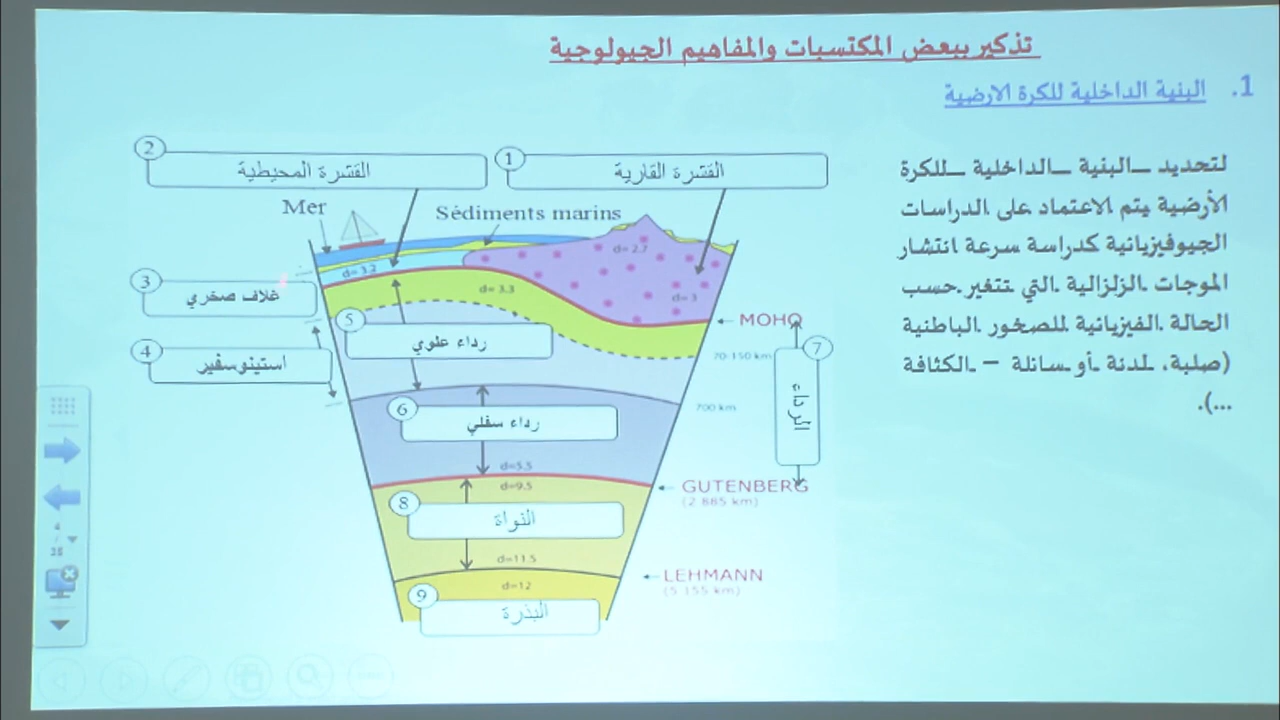 تذكير ببعض المكتسبات والمفاهيم الجيولوجية
1. البنية الداخلية للكرة الارضية
لتحديد البنية الداخلية للكرة
الأرضية يتم الاعتماد على الدراسات
الجيوفيزيائية كدراسة سرعة انتشار
الموجات الزلزالية التي تتغير حسب
الحالة الفيزيائية للصخور الباطنية
(صلبة، لدنة أو سائلة – الكثافة
...).
2 القشرة المحيطية
1 القشرة القارية
Mer
Sédiments marins
d= 2.7
d= 3.2
d= 3.3
d= 3
3 غلاف صخري
MOHO
5 رداء علوي
7 الرداء
4 استينوسفير
70-150 km
700 km
6 رداء سفلي
d=5.5
d=9.5
GUTENBERG
(2 885 km)
8 النواة
d=11.5
LEHMANN
(5 155 km)
d=12
9 البذرة
4
/
25